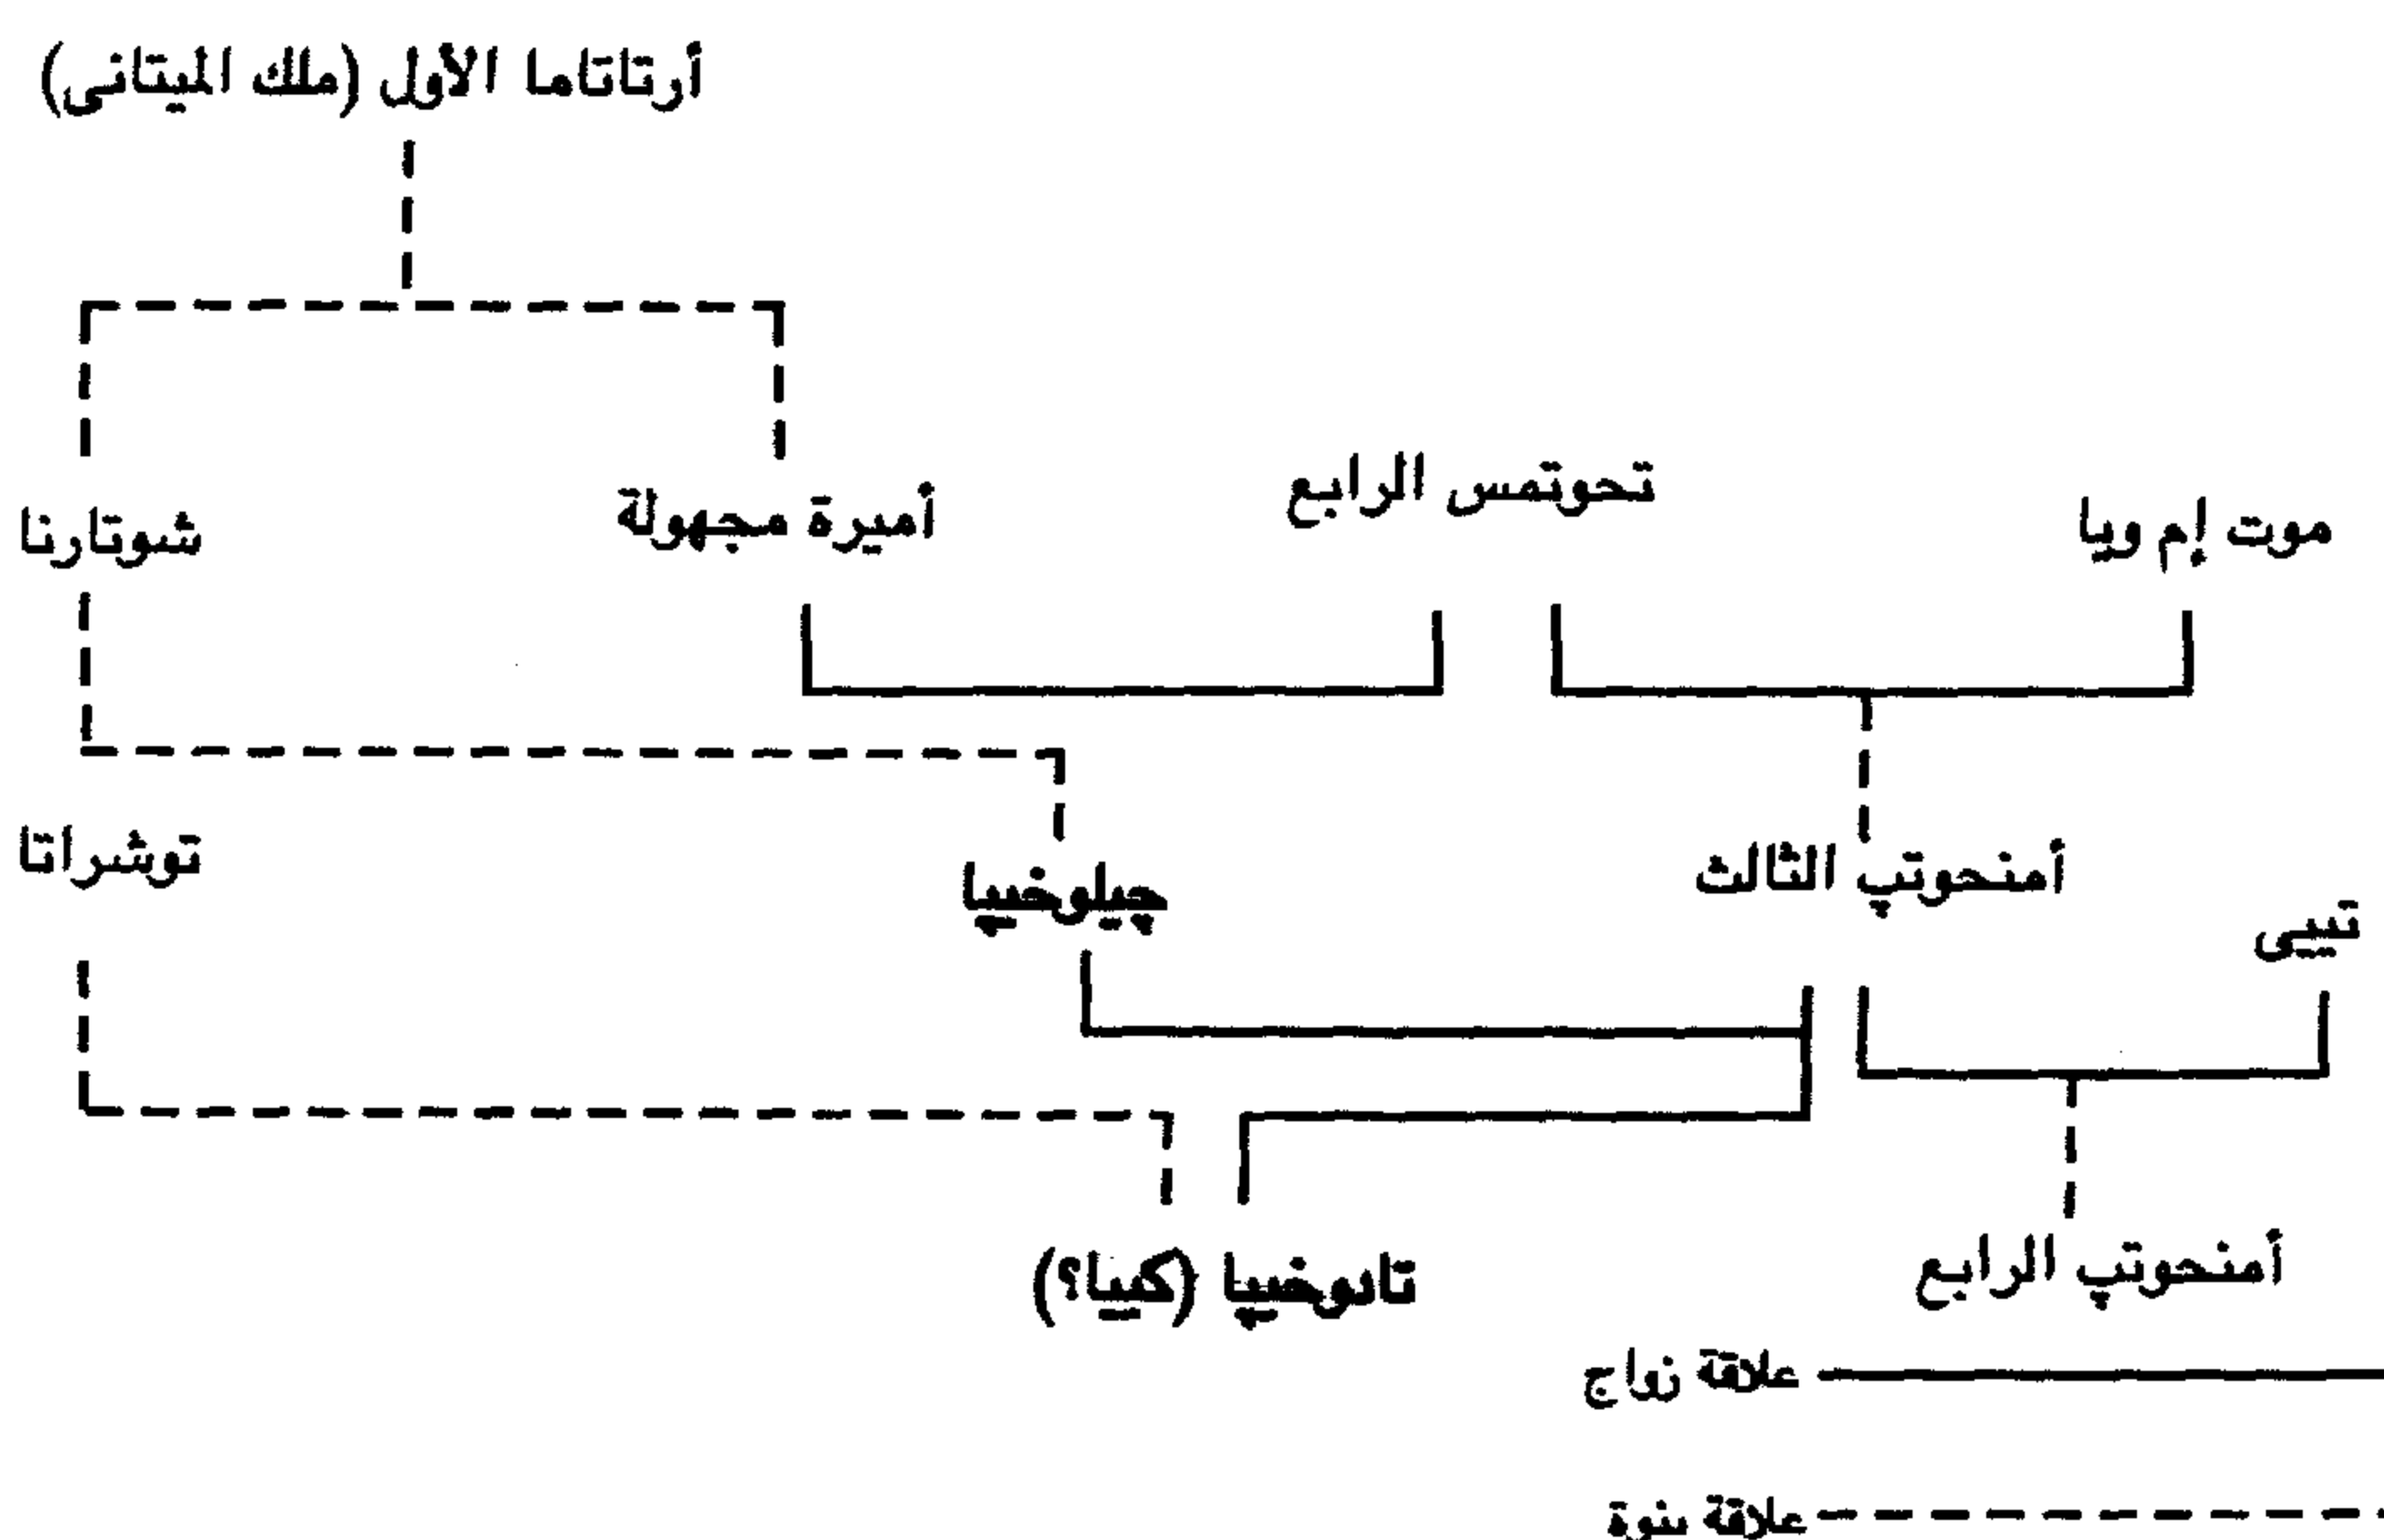 أرتاتاما الأول (ملك الميتانى)
موت إم ويا
تحوتمس الرابع
أميرة مجهولة
شوتارنا
تيى
أمنحوتپ الثالث
چيلوخيپا
توشراتا
أمنحوتپ الرابع
تادوخيپا (كييا؟)
علاقة زواج
علاقة بنوة